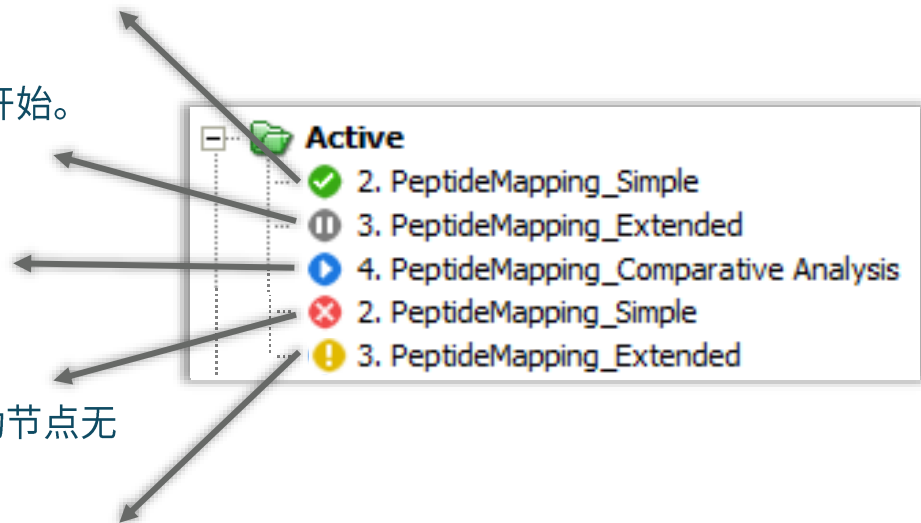 开始。
Active
2. PeptideMapping_Simple
3. PeptideMapping_Extended
4. PeptideMapping_Comparative Analysis
2. PeptideMapping_Simple
3. PeptideMapping_Extended
节点无